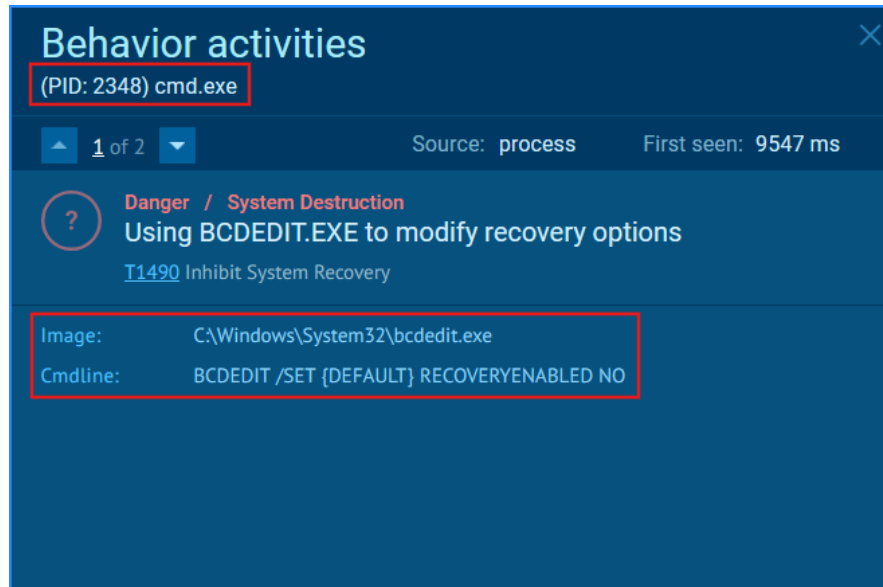 Behavior activities
(PID: 2348) cmd.exe
1 of 2 Source: process First seen: 9547 ms
Danger / System Destruction
? Using BCDEDIT.EXE to modify recovery options
T1490 Inhibit System Recovery
Image: C:\Windows\System32\bcdedit.exe
Cmdline: BCDEDIT /SET {DEFAULT} RECOVERYENABLED NO